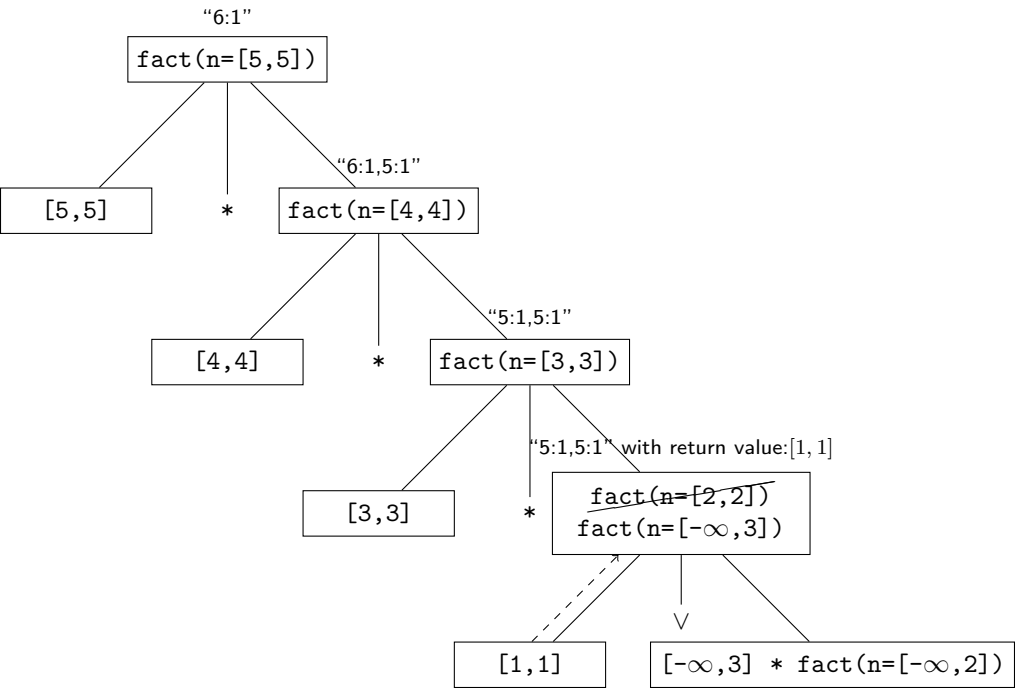 “6:1”
fact(n=[5,5])
“6:1,5:1”
[5,5]
*
fact(n=[4,4])
“5:1,5:1”
[4,4]
*
fact(n=[3,3])
“5:1,5:1” with return value:[1, 1]
[3,3]
*
fact(n=[2,2])
fact(n=[-∞,3])
∨
[1,1]
[-∞,3] * fact(n=[-∞,2])